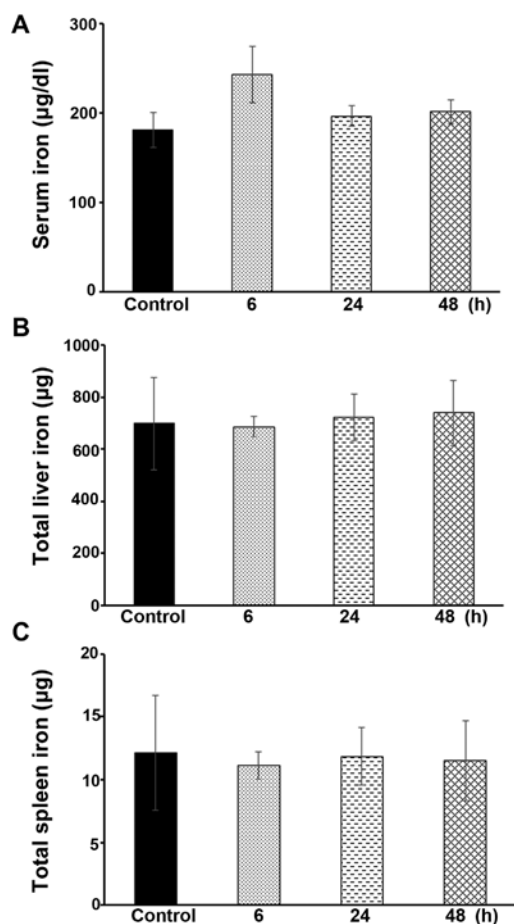 A
Serum iron (µg/dl)
300
200
100
0
Control 6 24 48 (h)
B
Total liver iron (µg)
1000
800
600
400
200
0
Control 6 24 48 (h)
C
Total spleen iron (µg)
20
15
10
5
0
Control 6 24 48 (h)